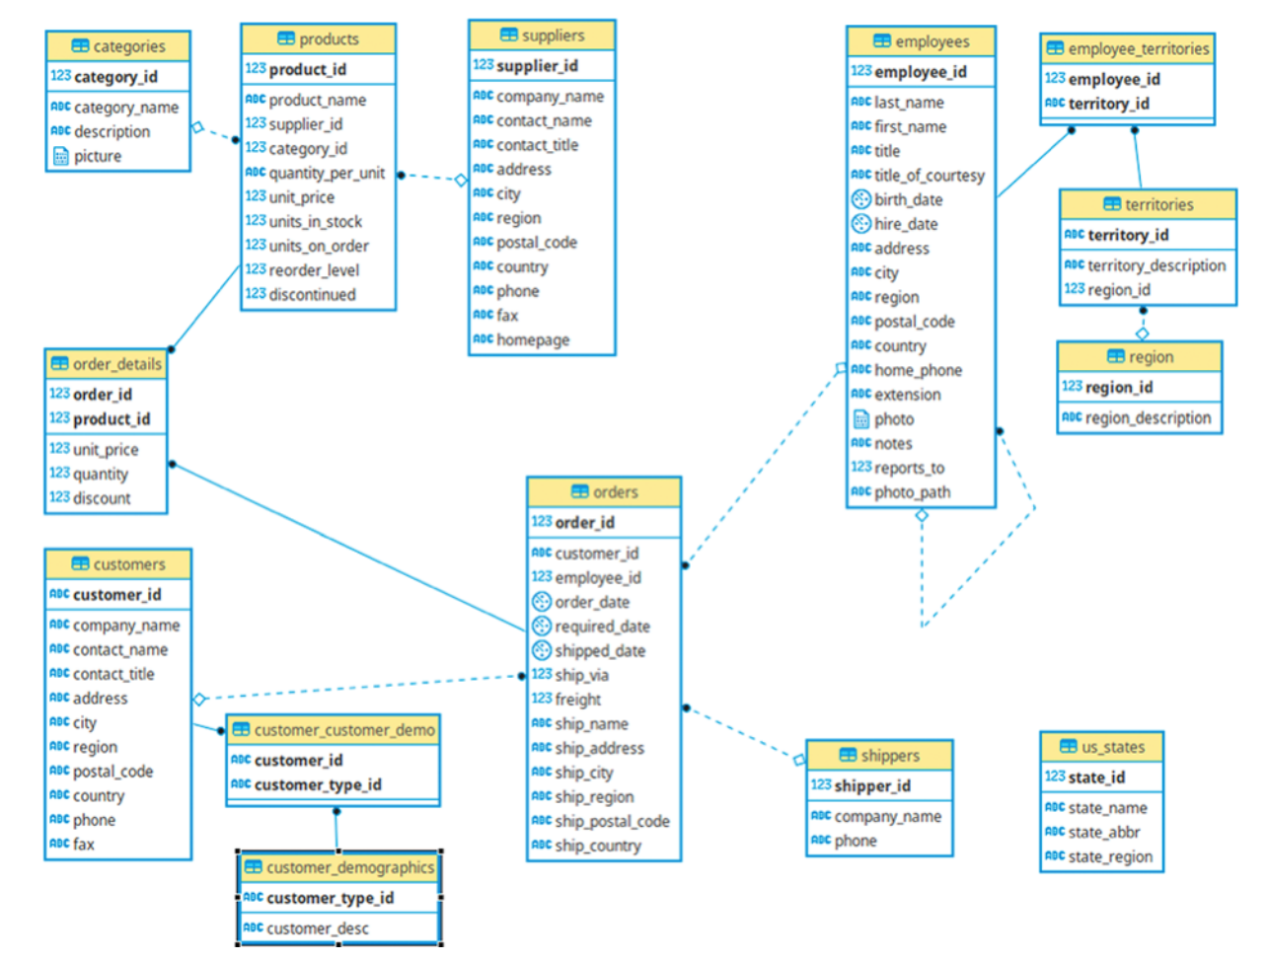 categories
123 category_id
ABC category_name
ABC description
picture
products
123 product_id
ABC product_name
123 supplier_id
123 category_id
ABC quantity_per_unit
123 unit_price
123 units_in_stock
123 units_on_order
123 reorder_level
123 discontinued
suppliers
123 supplier_id
ABC company_name
ABC contact_name
ABC contact_title
ABC address
ABC city
ABC region
ABC postal_code
ABC country
ABC phone
ABC fax
ABC homepage
employees
123 employee_id
ABC last_name
ABC first_name
ABC title
ABC title_of_courtesy
birth_date
hire_date
ABC address
ABC city
ABC region
ABC postal_code
ABC country
ABC home_phone
ABC extension
photo
ABC notes
123 reports_to
ABC photo_path
employee_territories
123 employee_id
ABC territory_id
territories
ABC territory_id
ABC territory_description
123 region_id
region
123 region_id
ABC region_description
order_details
123 order_id
123 product_id
123 unit_price
123 quantity
123 discount
orders
123 order_id
ABC customer_id
123 employee_id
order_date
required_date
shipped_date
123 ship_via
123 freight
ABC ship_name
ABC ship_address
ABC ship_city
ABC ship_region
ABC ship_postal_code
ABC ship_country
customers
ABC customer_id
ABC company_name
ABC contact_name
ABC contact_title
ABC address
ABC city
ABC region
ABC postal_code
ABC country
ABC phone
ABC fax
customer_customer_demo
ABC customer_id
ABC customer_type_id
customer_demographics
ABC customer_type_id
ABC customer_desc
shippers
123 shipper_id
ABC company_name
ABC phone
us_states
123 state_id
ABC state_name
ABC state_abbr
ABC state_region